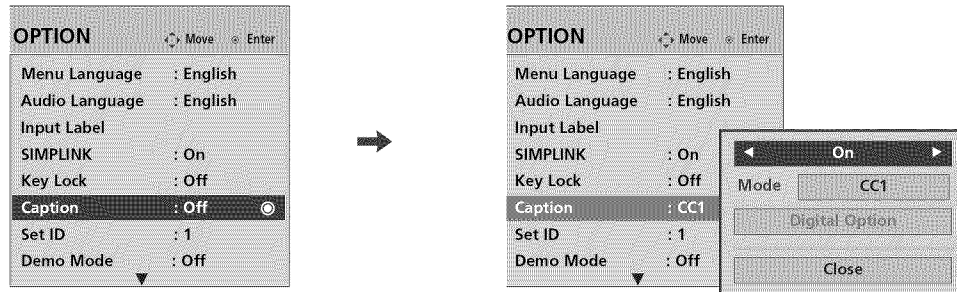 OPTION Move Enter
Menu Language : English
Audio Language : English
Input Label
SIMPLINK : On
Key Lock : Off
Caption : Off
Set ID : 1
Demo Mode : Off
OPTION Move Enter
Menu Language : English
Audio Language : English
Input Label
SIMPLINK : On
Key Lock : Off
Caption : CC1
Set ID : 1
Demo Mode : Off
On
Mode CC1
Digital Option
Close